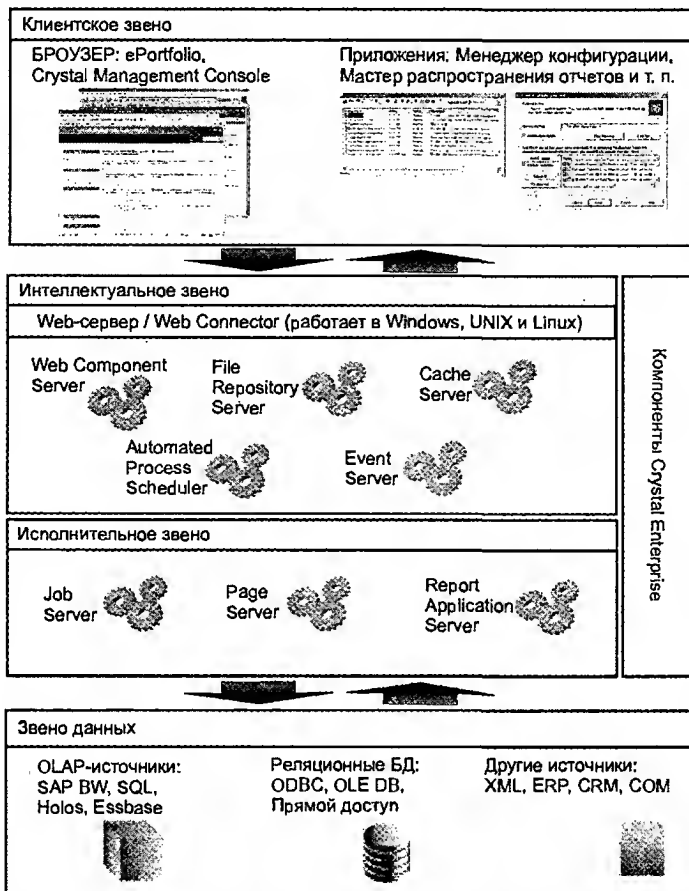 Клиентское звено
БРОУЗЕР: ePortfolio,
Crystal Management Console
Приложения: Менеджер конфигурации,
Мастер распространения отчетов и т. п.
Интеллектуальное звено
Web-сервер / Web Connector (работает в Windows, UNIX и Linux)
Web Component
Server
File
Repository
Server
Cache
Server
Automated
Process
Scheduler
Event
Server
Исполнительное звено
Job
Server
Page
Server
Report
Application
Server
Компоненты Crystal Enterprise
Звено данных
OLAP-источники:
SAP BW, SQL,
Holos, Essbase
Реляционные БД:
ODBC, OLE DB,
Прямой доступ
Другие источники:
XML, ERP, CRM, COM